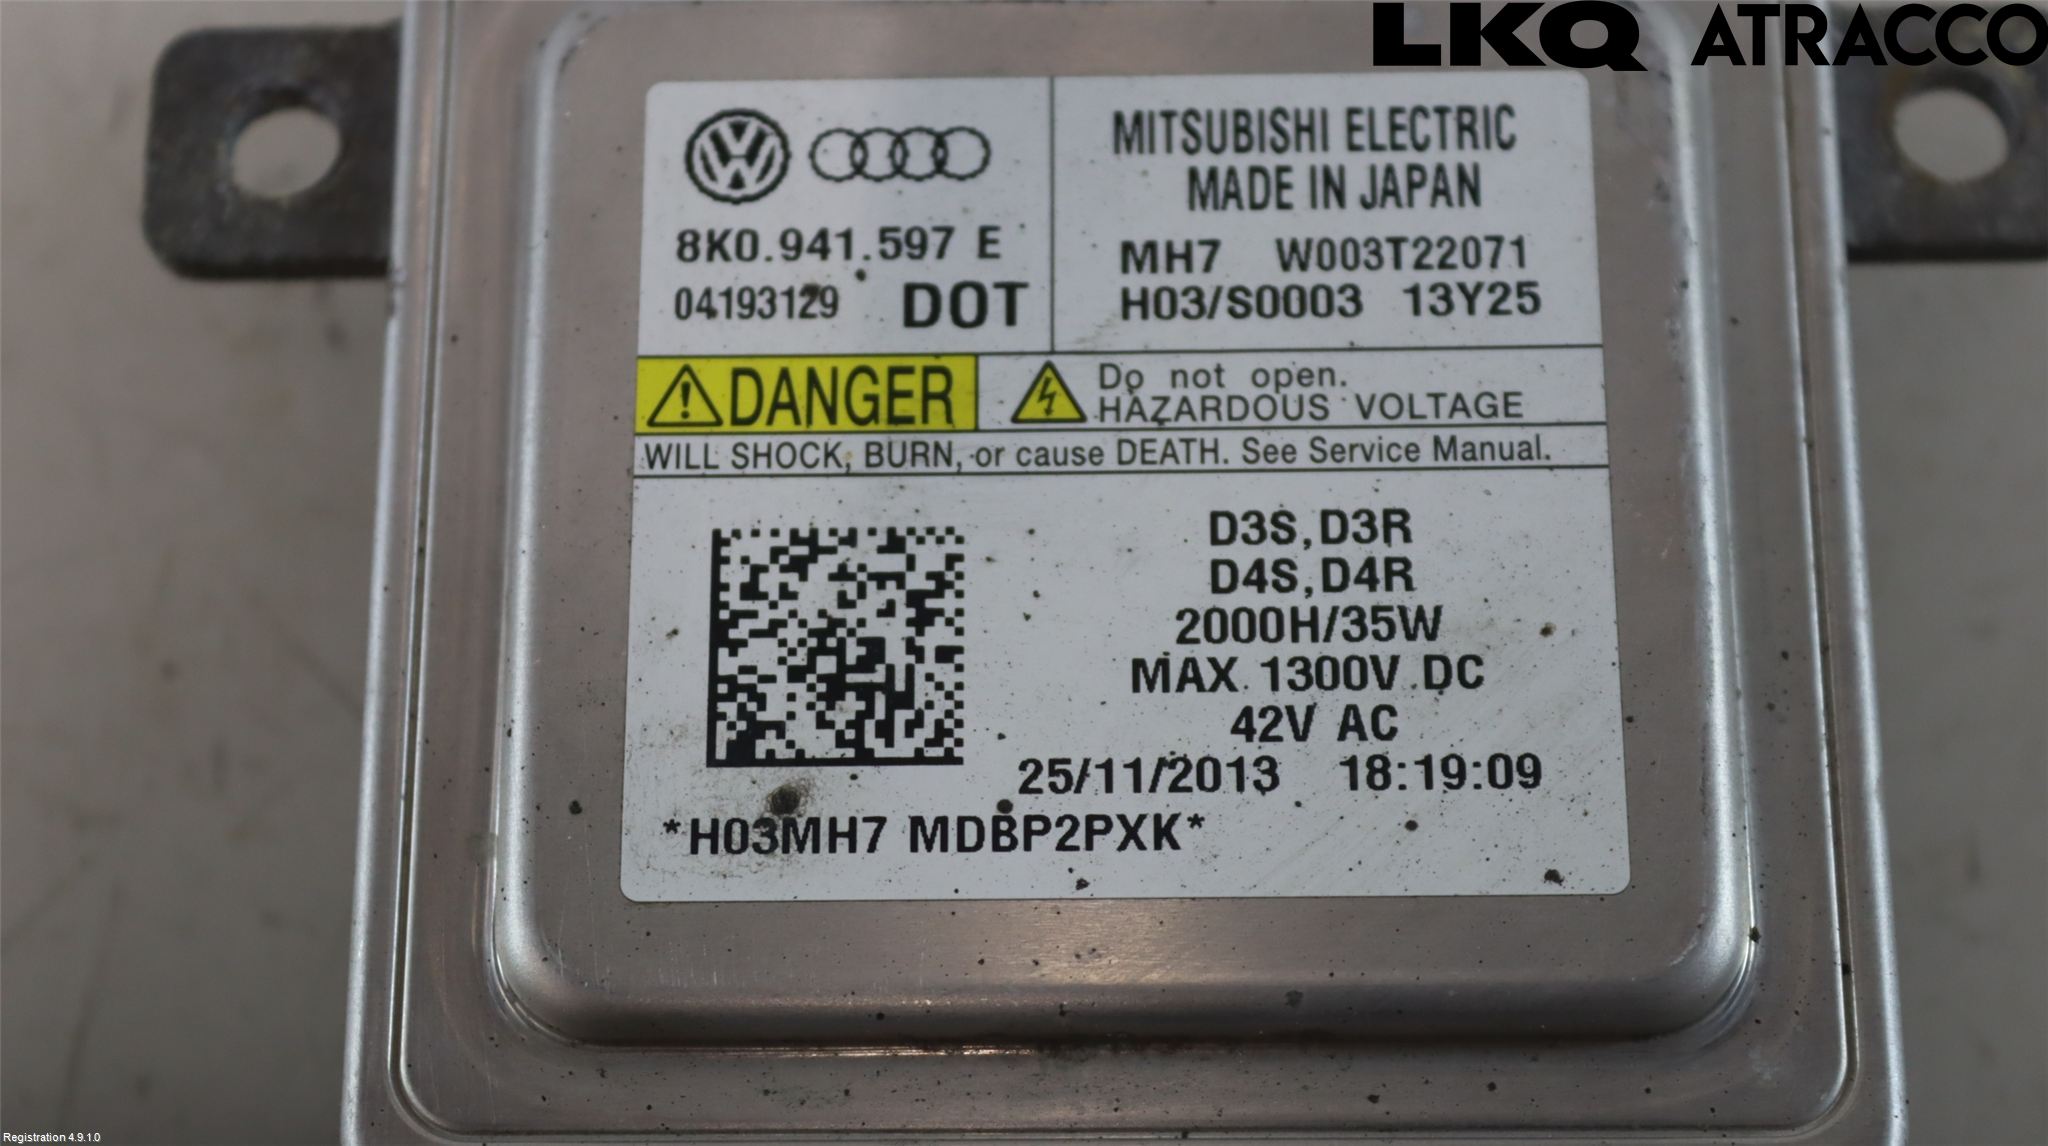 LKQ ATRACCO
8K0.941.597 E
04193129 DOT
MITSUBISHI ELECTRIC
MADE IN JAPAN
MH7 W003T22071
H03/S0003 13Y25
DANGER
Do not open.
HAZARDOUS VOLTAGE
WILL SHOCK, BURN, or cause DEATH. See Service Manual.
D3S,D3R
D4S,D4R
2000H/35W
MAX 1300V DC
42V AC
25/11/2013 18:19:09
*H03MH7 MDBP2PXK*
Registration 4.9.1.0